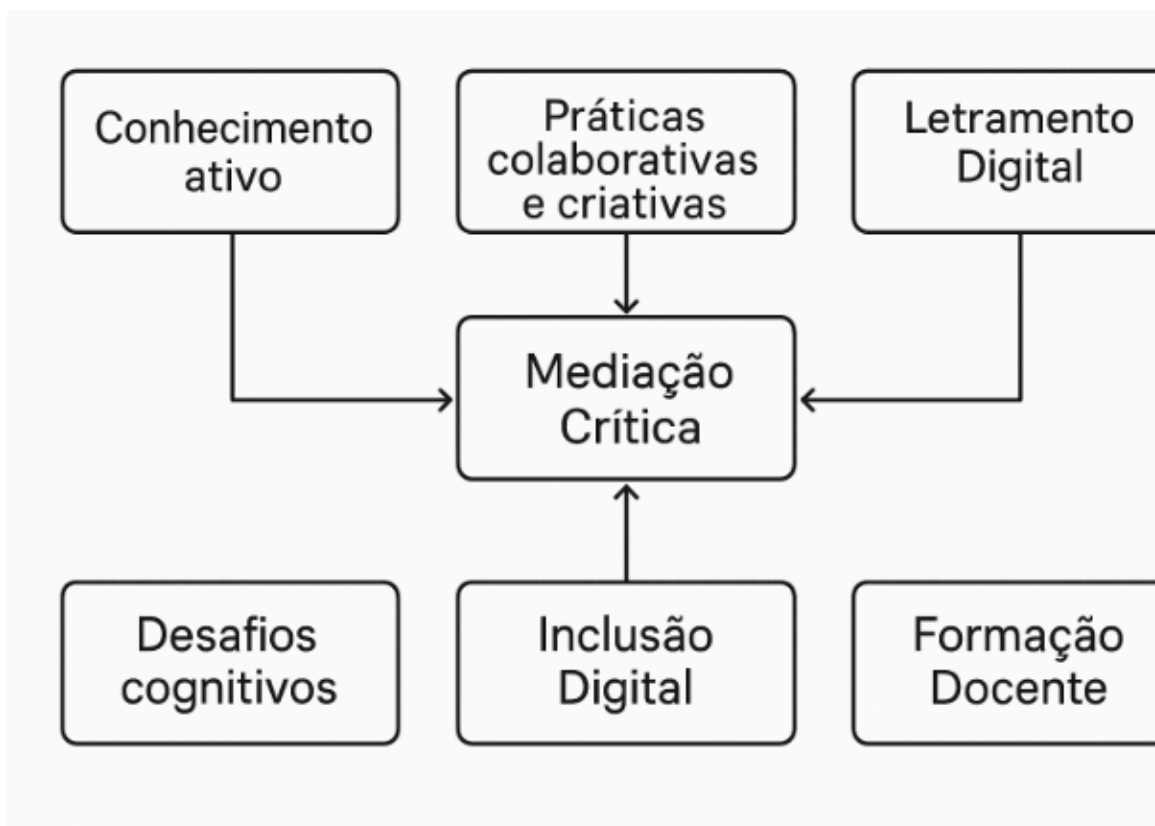 Conhecimento
ativo
Práticas
colaborativas
e criativas
Letramento
Digital
Mediação
Crítica
Desafios
cognitivos
Inclusão
Digital
Formação
Docente